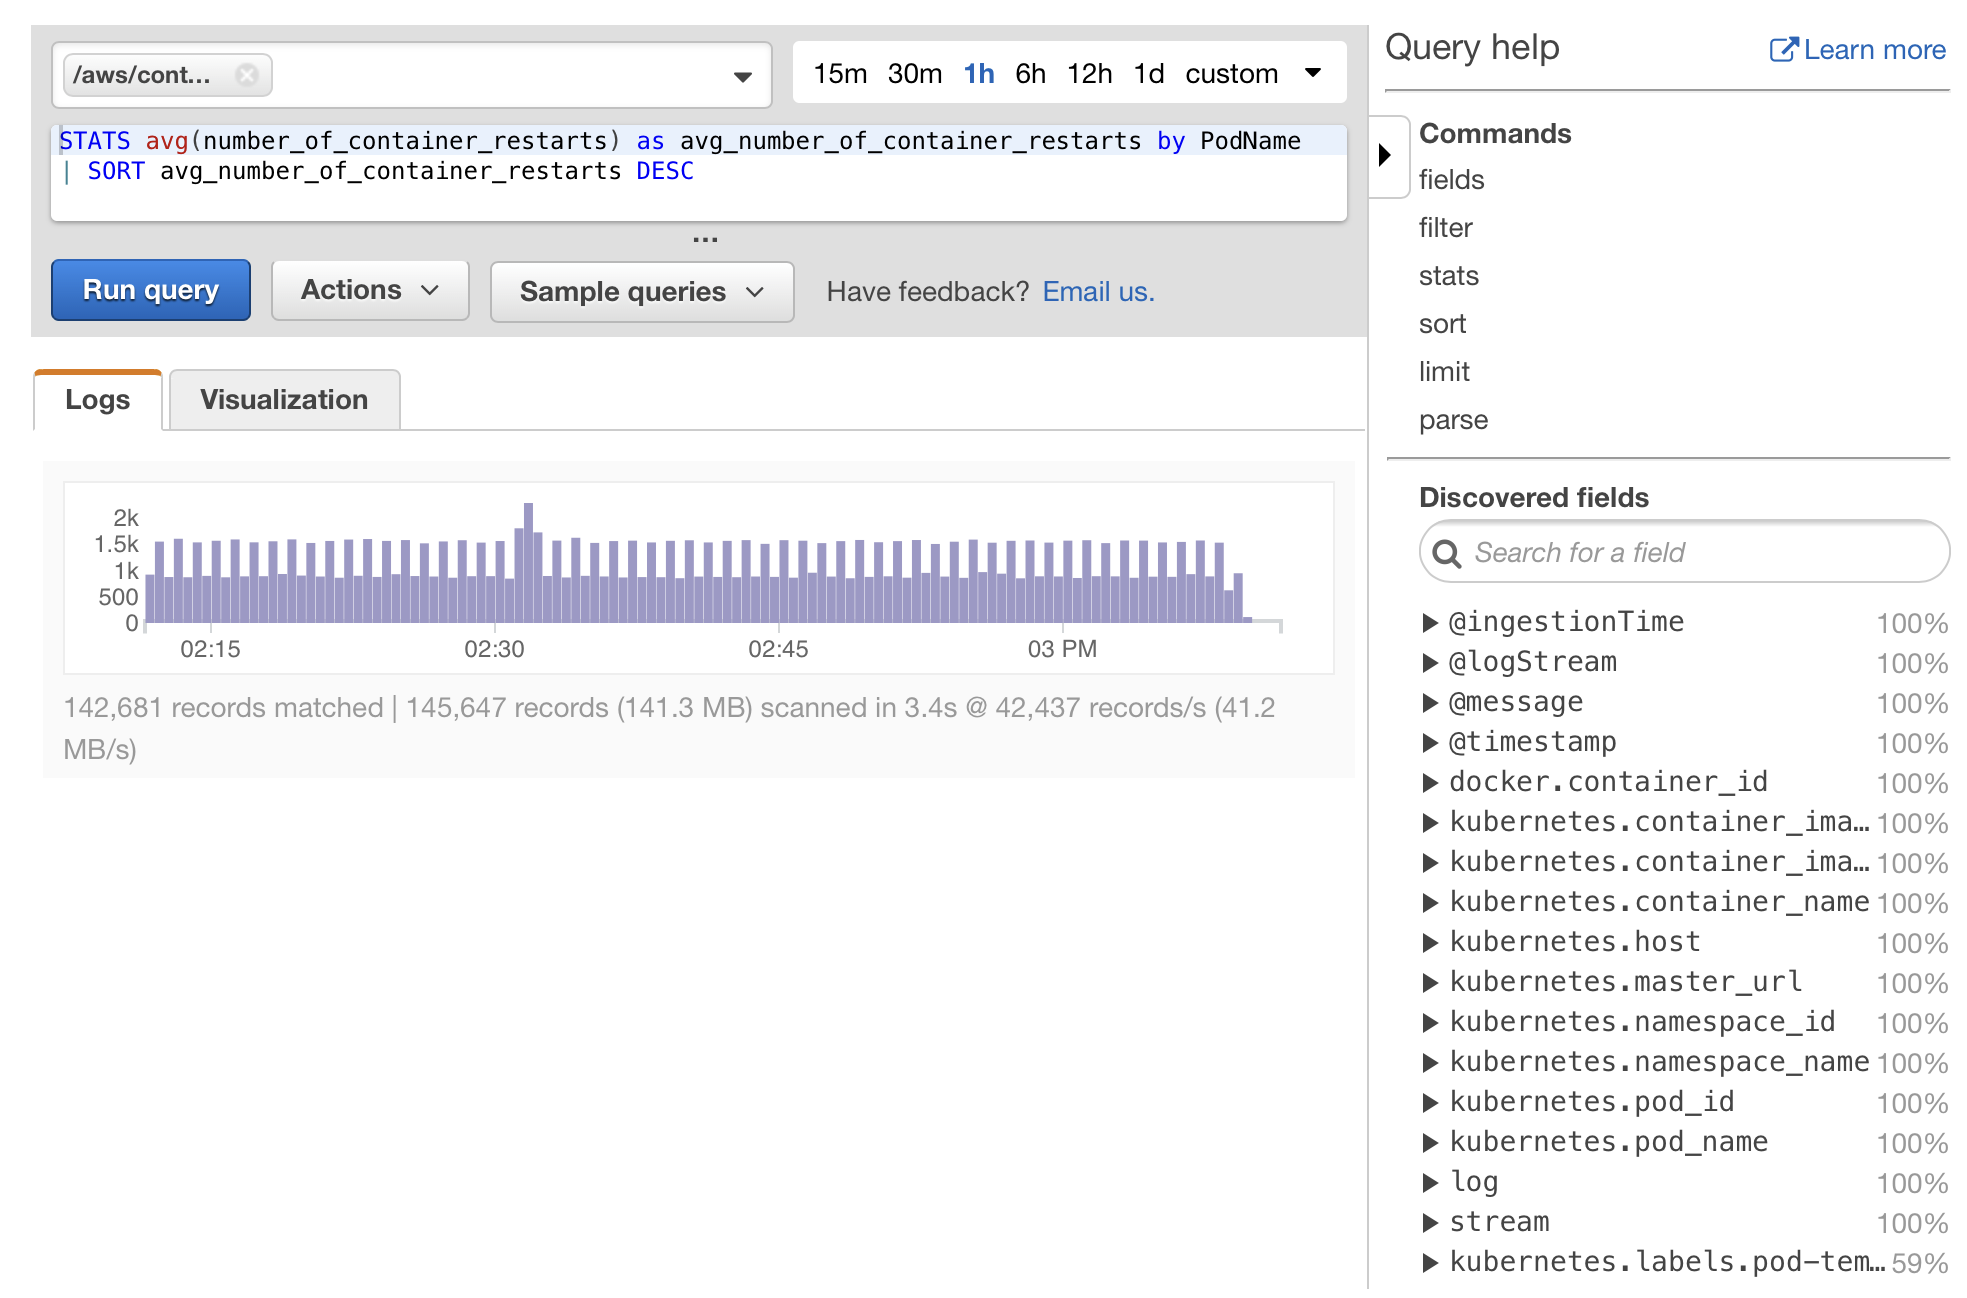 /aws/cont...
15m 30m 1h 6h 12h 1d custom
STATS avg(number_of_container_restarts) as avg_number_of_container_restarts by PodName
| SORT avg_number_of_container_restarts DESC
...
Run query
Actions
Sample queries
Have feedback? Email us.
Logs
Visualization
2k
1.5k
1k
500
0
02:15
02:30
02:45
03 PM
142,681 records matched | 145,647 records (141.3 MB) scanned in 3.4s @ 42,437 records/s (41.2
MB/s)
Query help
Learn more
Commands
fields
filter
stats
sort
limit
parse
Discovered fields
Search for a field
@ingestionTime 100%
@logStream 100%
@message 100%
@timestamp 100%
docker.container_id 100%
kubernetes.container_ima... 100%
kubernetes.container_ima... 100%
kubernetes.container_name 100%
kubernetes.host 100%
kubernetes.master_url 100%
kubernetes.namespace_id 100%
kubernetes.namespace_name 100%
kubernetes.pod_id 100%
kubernetes.pod_name 100%
log 100%
stream 100%
kubernetes.labels.pod-tem... 59%